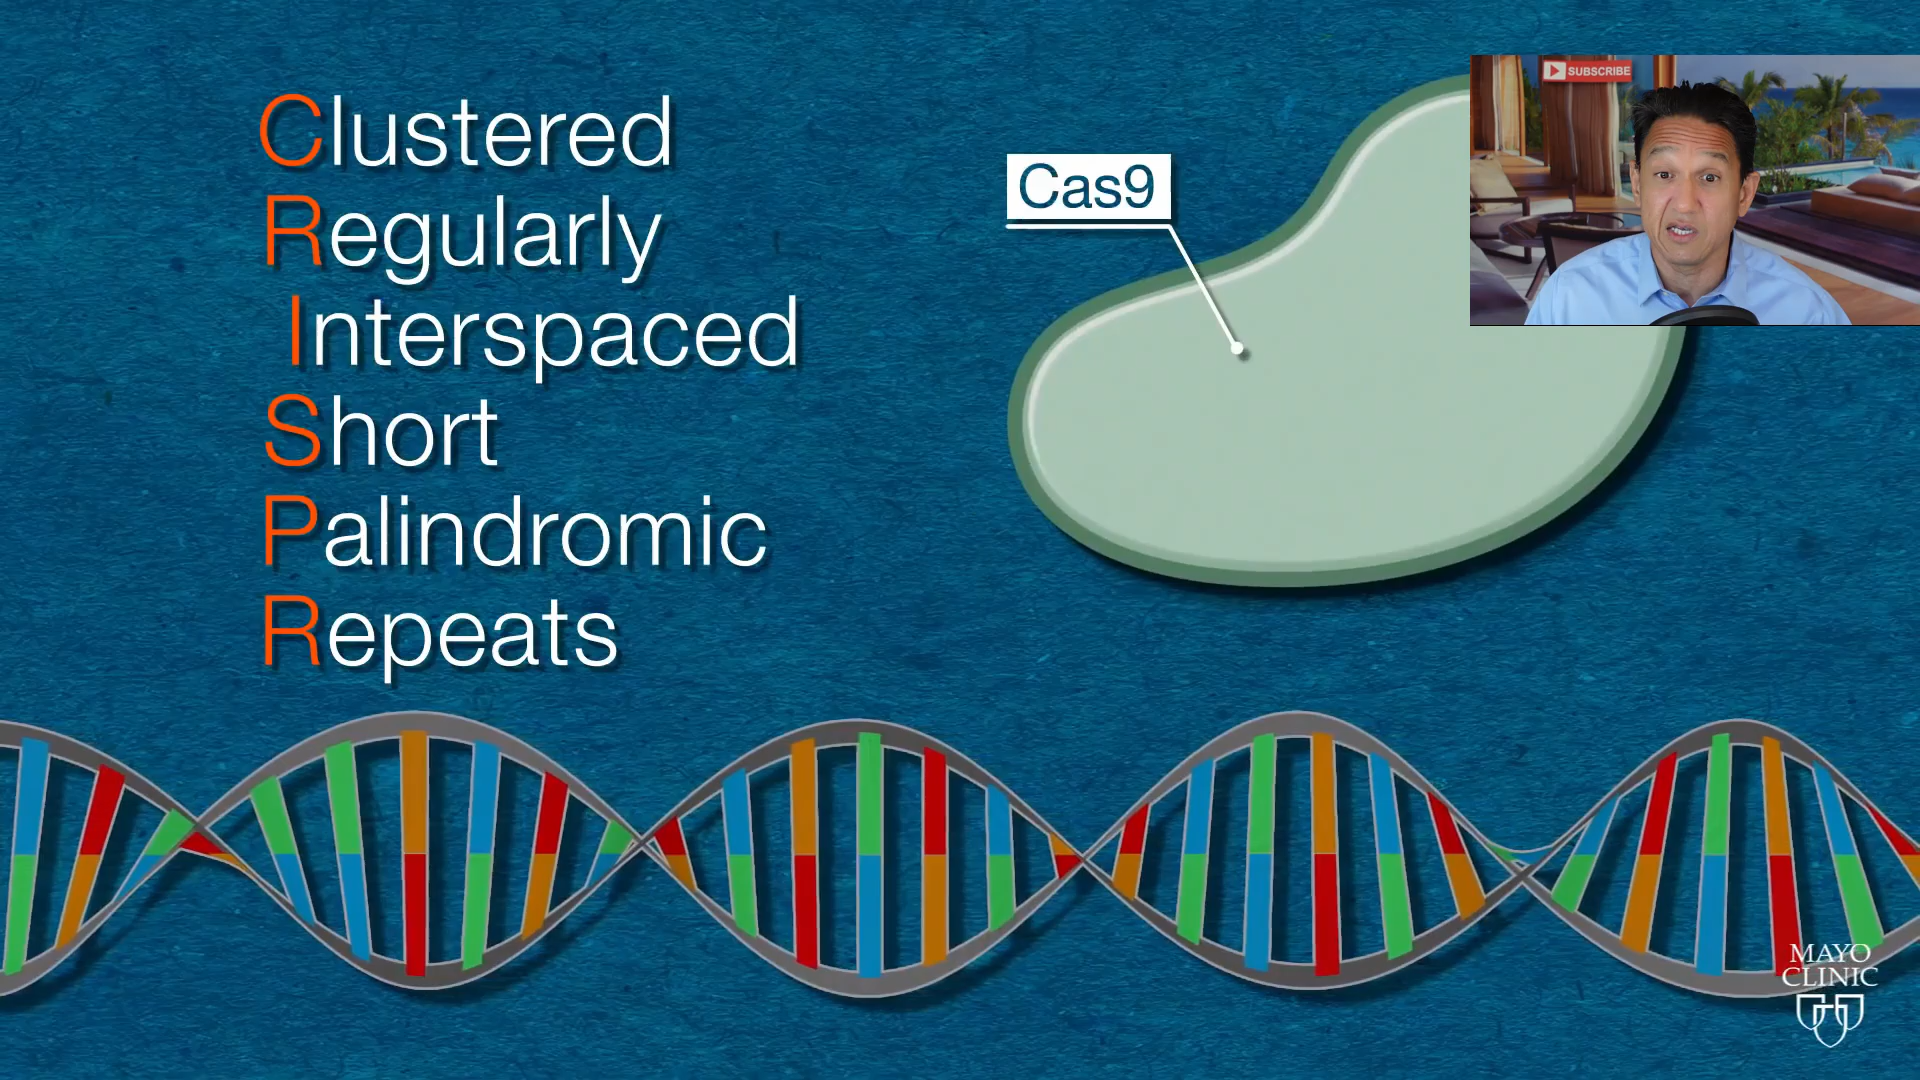 Clustered
Regularly
Interspaced
Short
Palindromic
Repeats
Cas9
SUBSCRIBE
MAYO
CLINIC